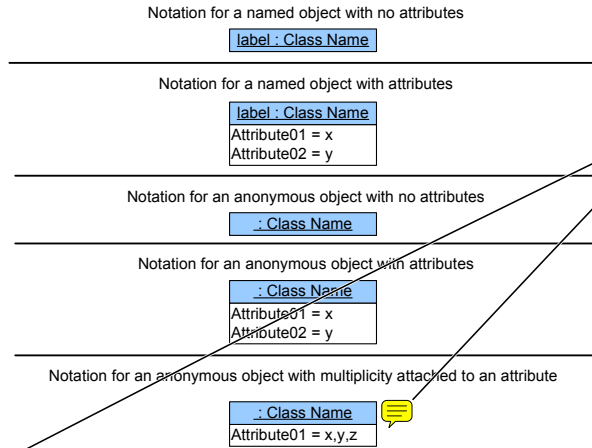 Notation for a named object with no attributes
label : Class Name
Notation for a named object with attributes
label : Class Name
Attribute01 = x
Attribute02 = y
Notation for an anonymous object with no attributes
: Class Name
Notation for an anonymous object with attributes
: Class Name
Attribute01 = x
Attribute02 = y
Notation for an anonymous object with multiplicity attached to an attribute
: Class Name
Attribute01 = x,y,z